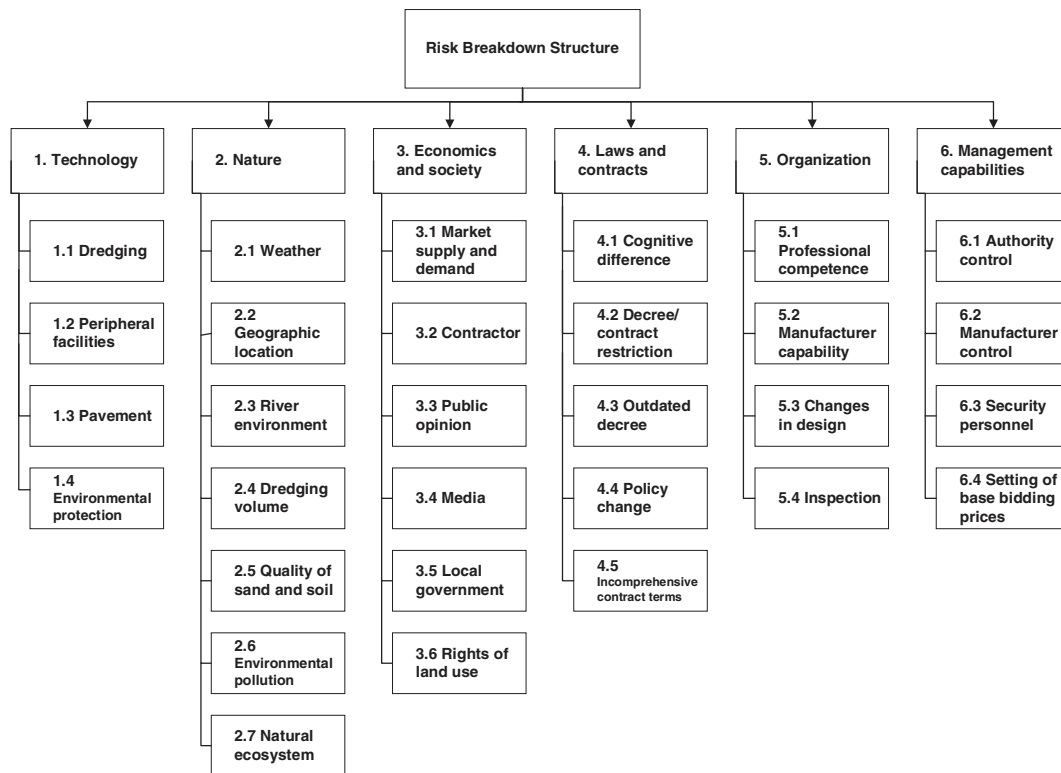 Risk Breakdown Structure
1. Technology
2. Nature
3. Economics
and society
4. Laws and
contracts
5. Organization
6. Management
capabilities
1.1 Dredging
1.2 Peripheral
facilities
1.3 Pavement
1.4
Environmental
protection
2.1 Weather
2.2
Geographic
location
2.3 River
environment
2.4 Dredging
volume
2.5 Quality of
sand and soil
2.6
Environmental
pollution
2.7 Natural
ecosystem
3.1 Market
supply and
demand
3.2 Contractor
3.3 Public
opinion
3.4 Media
3.5 Local
government
3.6 Rights of
land use
4.1 Cognitive
difference
4.2 Decree/
contract
restriction
4.3 Outdated
decree
4.4 Policy
change
4.5
Incomprehensive
contract terms
5.1
Professional
competence
5.2
Manufacturer
capability
5.3 Changes
in design
5.4 Inspection
6.1 Authority
control
6.2
Manufacturer
control
6.3 Security
personnel
6.4 Setting of
base bidding
prices